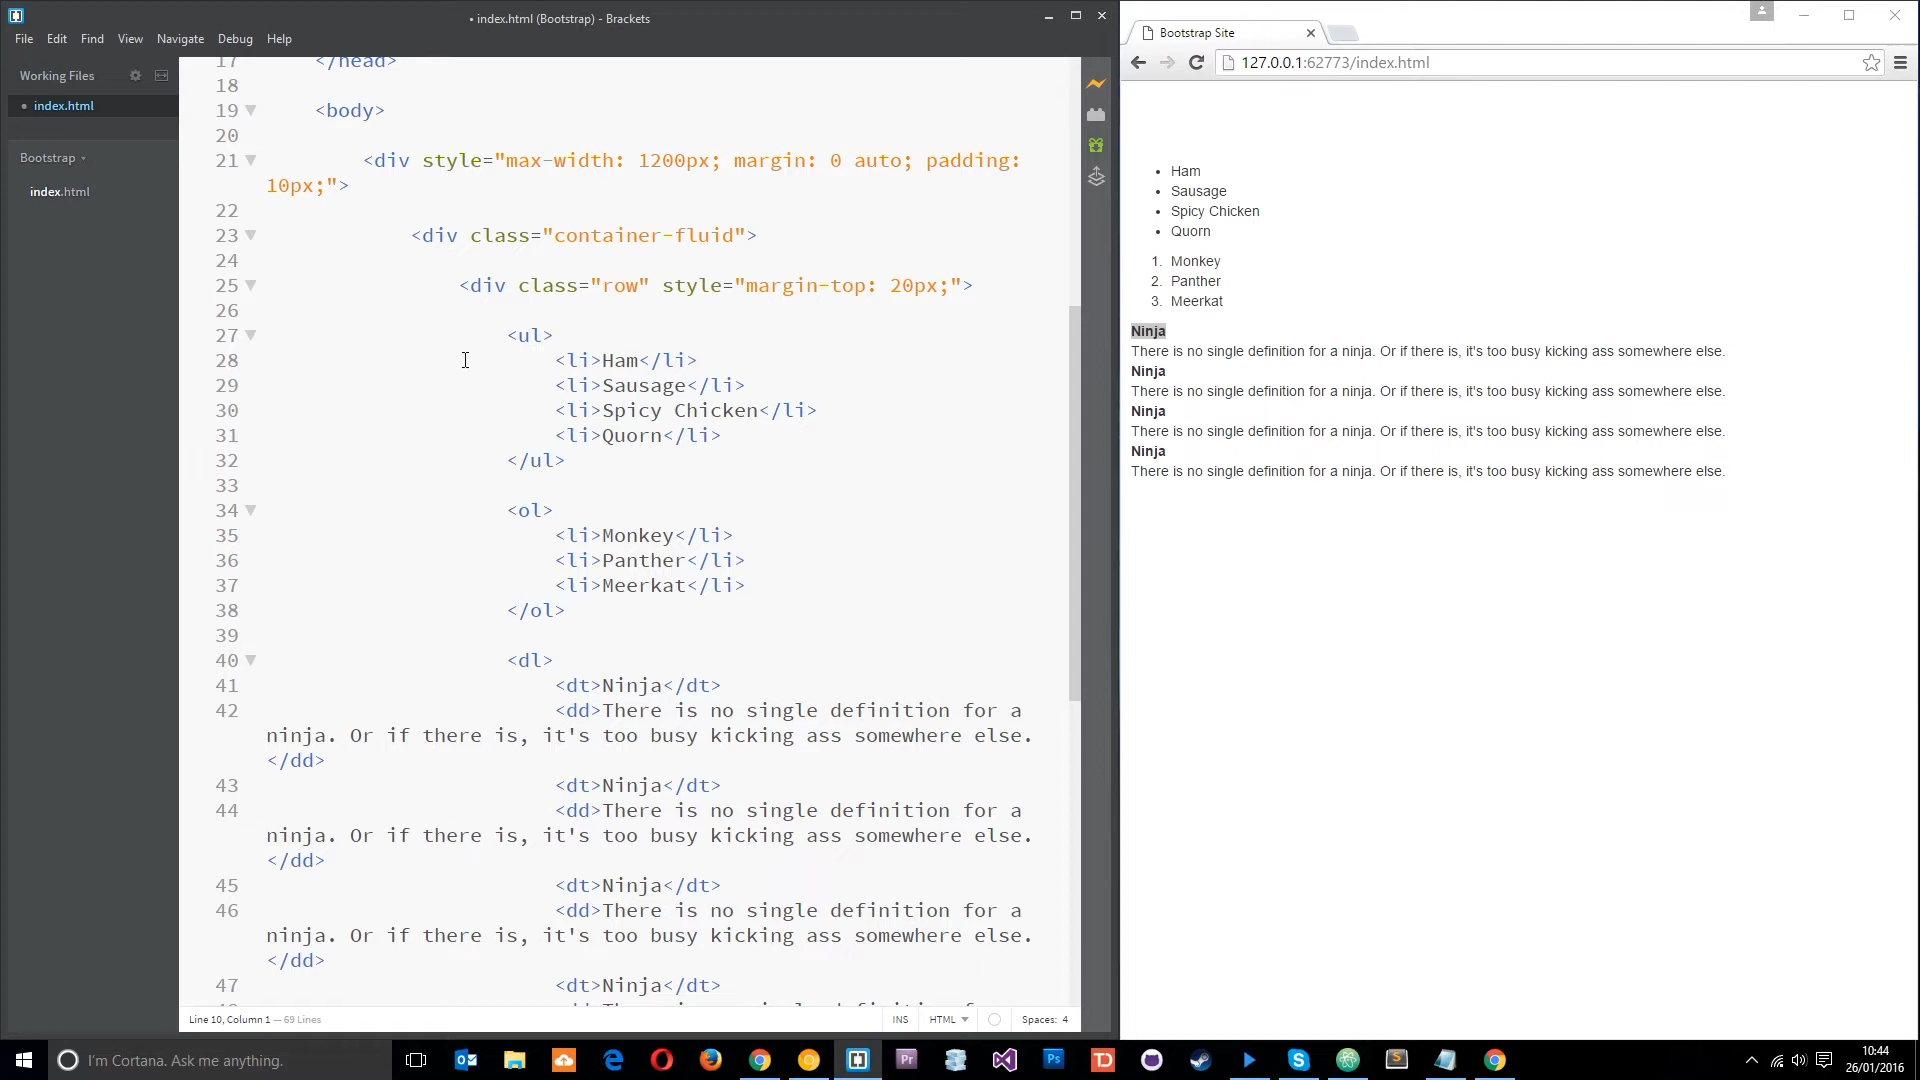 • index.html (Bootstrap) - Brackets
File Edit Find View Navigate Debug Help
Working Files
• index.html
Bootstrap
index.html
17 </head>
18
19 <body>
20
21 <div style="max-width: 1200px; margin: 0 auto; padding:
10px;">
22
23 <div class="container-fluid">
24
25 <div class="row" style="margin-top: 20px;">
26
27 <ul>
28 <li>Ham</li>
29 <li>Sausage</li>
30 <li>Spicy Chicken</li>
31 <li>Quorn</li>
32 </ul>
33
34 <ol>
35 <li>Monkey</li>
36 <li>Panther</li>
37 <li>Meerkat</li>
38 </ol>
39
40 <dl>
41 <dt>Ninja</dt>
42 <dd>There is no single definition for a
ninja. Or if there is, it's too busy kicking ass somewhere else.
</dd>
43 <dt>Ninja</dt>
44 <dd>There is no single definition for a
ninja. Or if there is, it's too busy kicking ass somewhere else.
</dd>
45 <dt>Ninja</dt>
46 <dd>There is no single definition for a
ninja. Or if there is, it's too busy kicking ass somewhere else.
</dd>
47 <dt>Ninja</dt>
Line 10, Column 1 — 69 Lines
INS HTML Spaces: 4
Bootstrap Site
127.0.0.1:62773/index.html
• Ham
• Sausage
• Spicy Chicken
• Quorn
1. Monkey
2. Panther
3. Meerkat
Ninja
There is no single definition for a ninja. Or if there is, it's too busy kicking ass somewhere else.
Ninja
There is no single definition for a ninja. Or if there is, it's too busy kicking ass somewhere else.
Ninja
There is no single definition for a ninja. Or if there is, it's too busy kicking ass somewhere else.
Ninja
There is no single definition for a ninja. Or if there is, it's too busy kicking ass somewhere else.
I'm Cortana. Ask me anything.
Pr
Ps
TD
10:44
26/01/2016